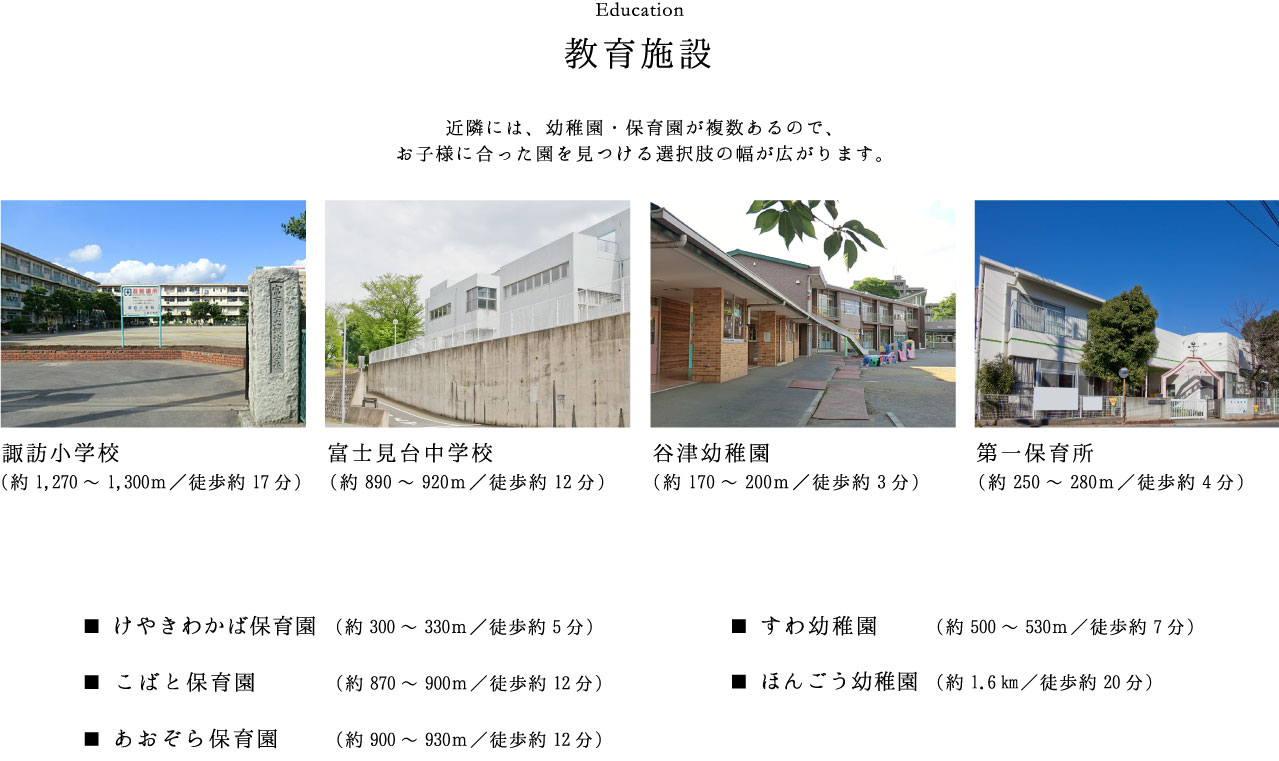 Education
教育施設
近隣には、幼稚園・保育園が複数あるので、
お子様に合った園を見つける選択肢の幅が広がります。
諏訪小学校
(約 1,270 ～ 1,300m／徒歩約 17 分)
富士見台中学校
(約 890 ～ 920m／徒歩約 12 分)
谷津幼稚園
(約 170 ～ 200m／徒歩約 3 分)
第一保育所
(約 250 ～ 280m／徒歩約 4 分)
■ けやきわかば保育園 (約 300 ～ 330m／徒歩約 5 分)
■ こばと保育園 (約 870 ～ 900m／徒歩約 12 分)
■ あおぞら保育園 (約 900 ～ 930m／徒歩約 12 分)
■ すわ幼稚園 (約 500 ～ 530m／徒歩約 7 分)
■ ほんごう幼稚園 (約 1.6 ㎞／徒歩約 20 分)